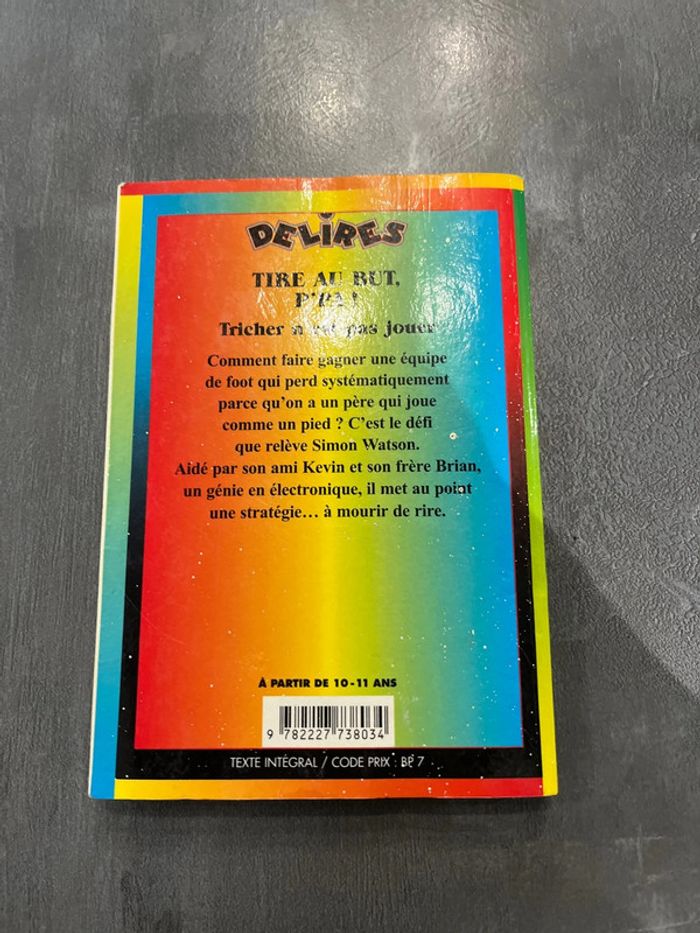 DELIRES
TIRE AU BUT,
P'PA !
Tricher n'est pas jouer
Comment faire gagner une équipe
de foot qui perd systématiquement
parce qu'on a un père qui joue
comme un pied ? C'est le défi
que relève Simon Watson.
Aidé par son ami Kevin et son frère Brian,
un génie en électronique, il met au point
une stratégie… à mourir de rire.
À PARTIR DE 10-11 ANS
9 782227 738034
TEXTE INTÉGRAL / CODE PRIX : BP 7